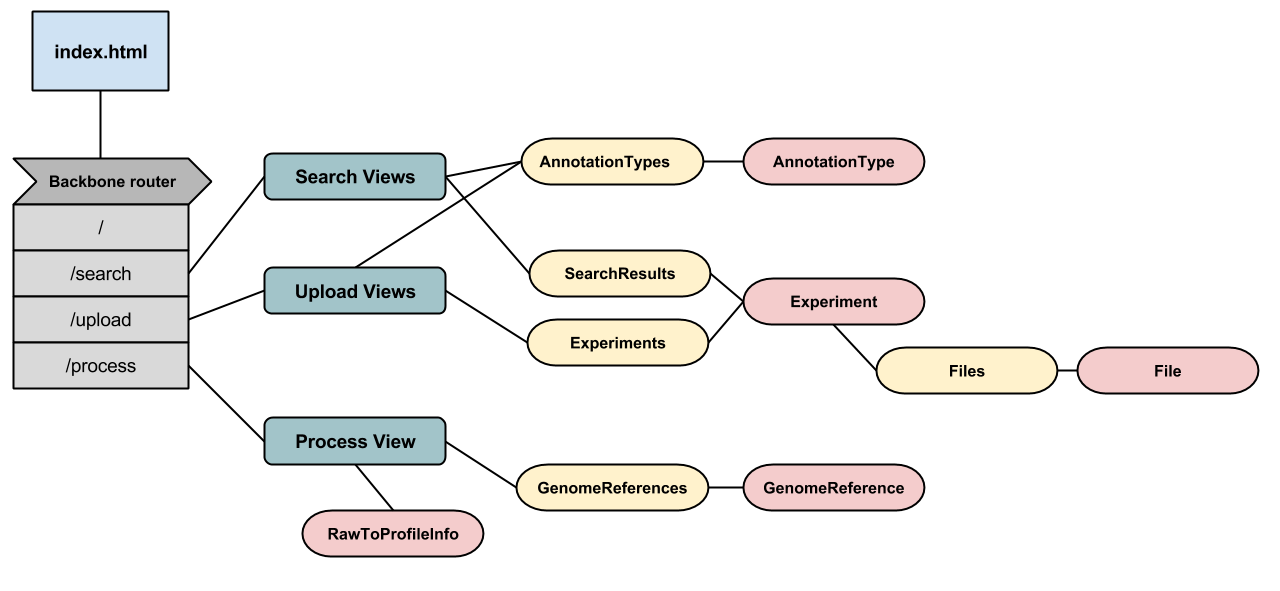 index.html
Backbone router
/
/search
/upload
/process
Search Views
Upload Views
Process View
RawToProfileInfo
AnnotationTypes
AnnotationType
SearchResults
Experiments
Experiment
Files
File
GenomeReferences
GenomeReference